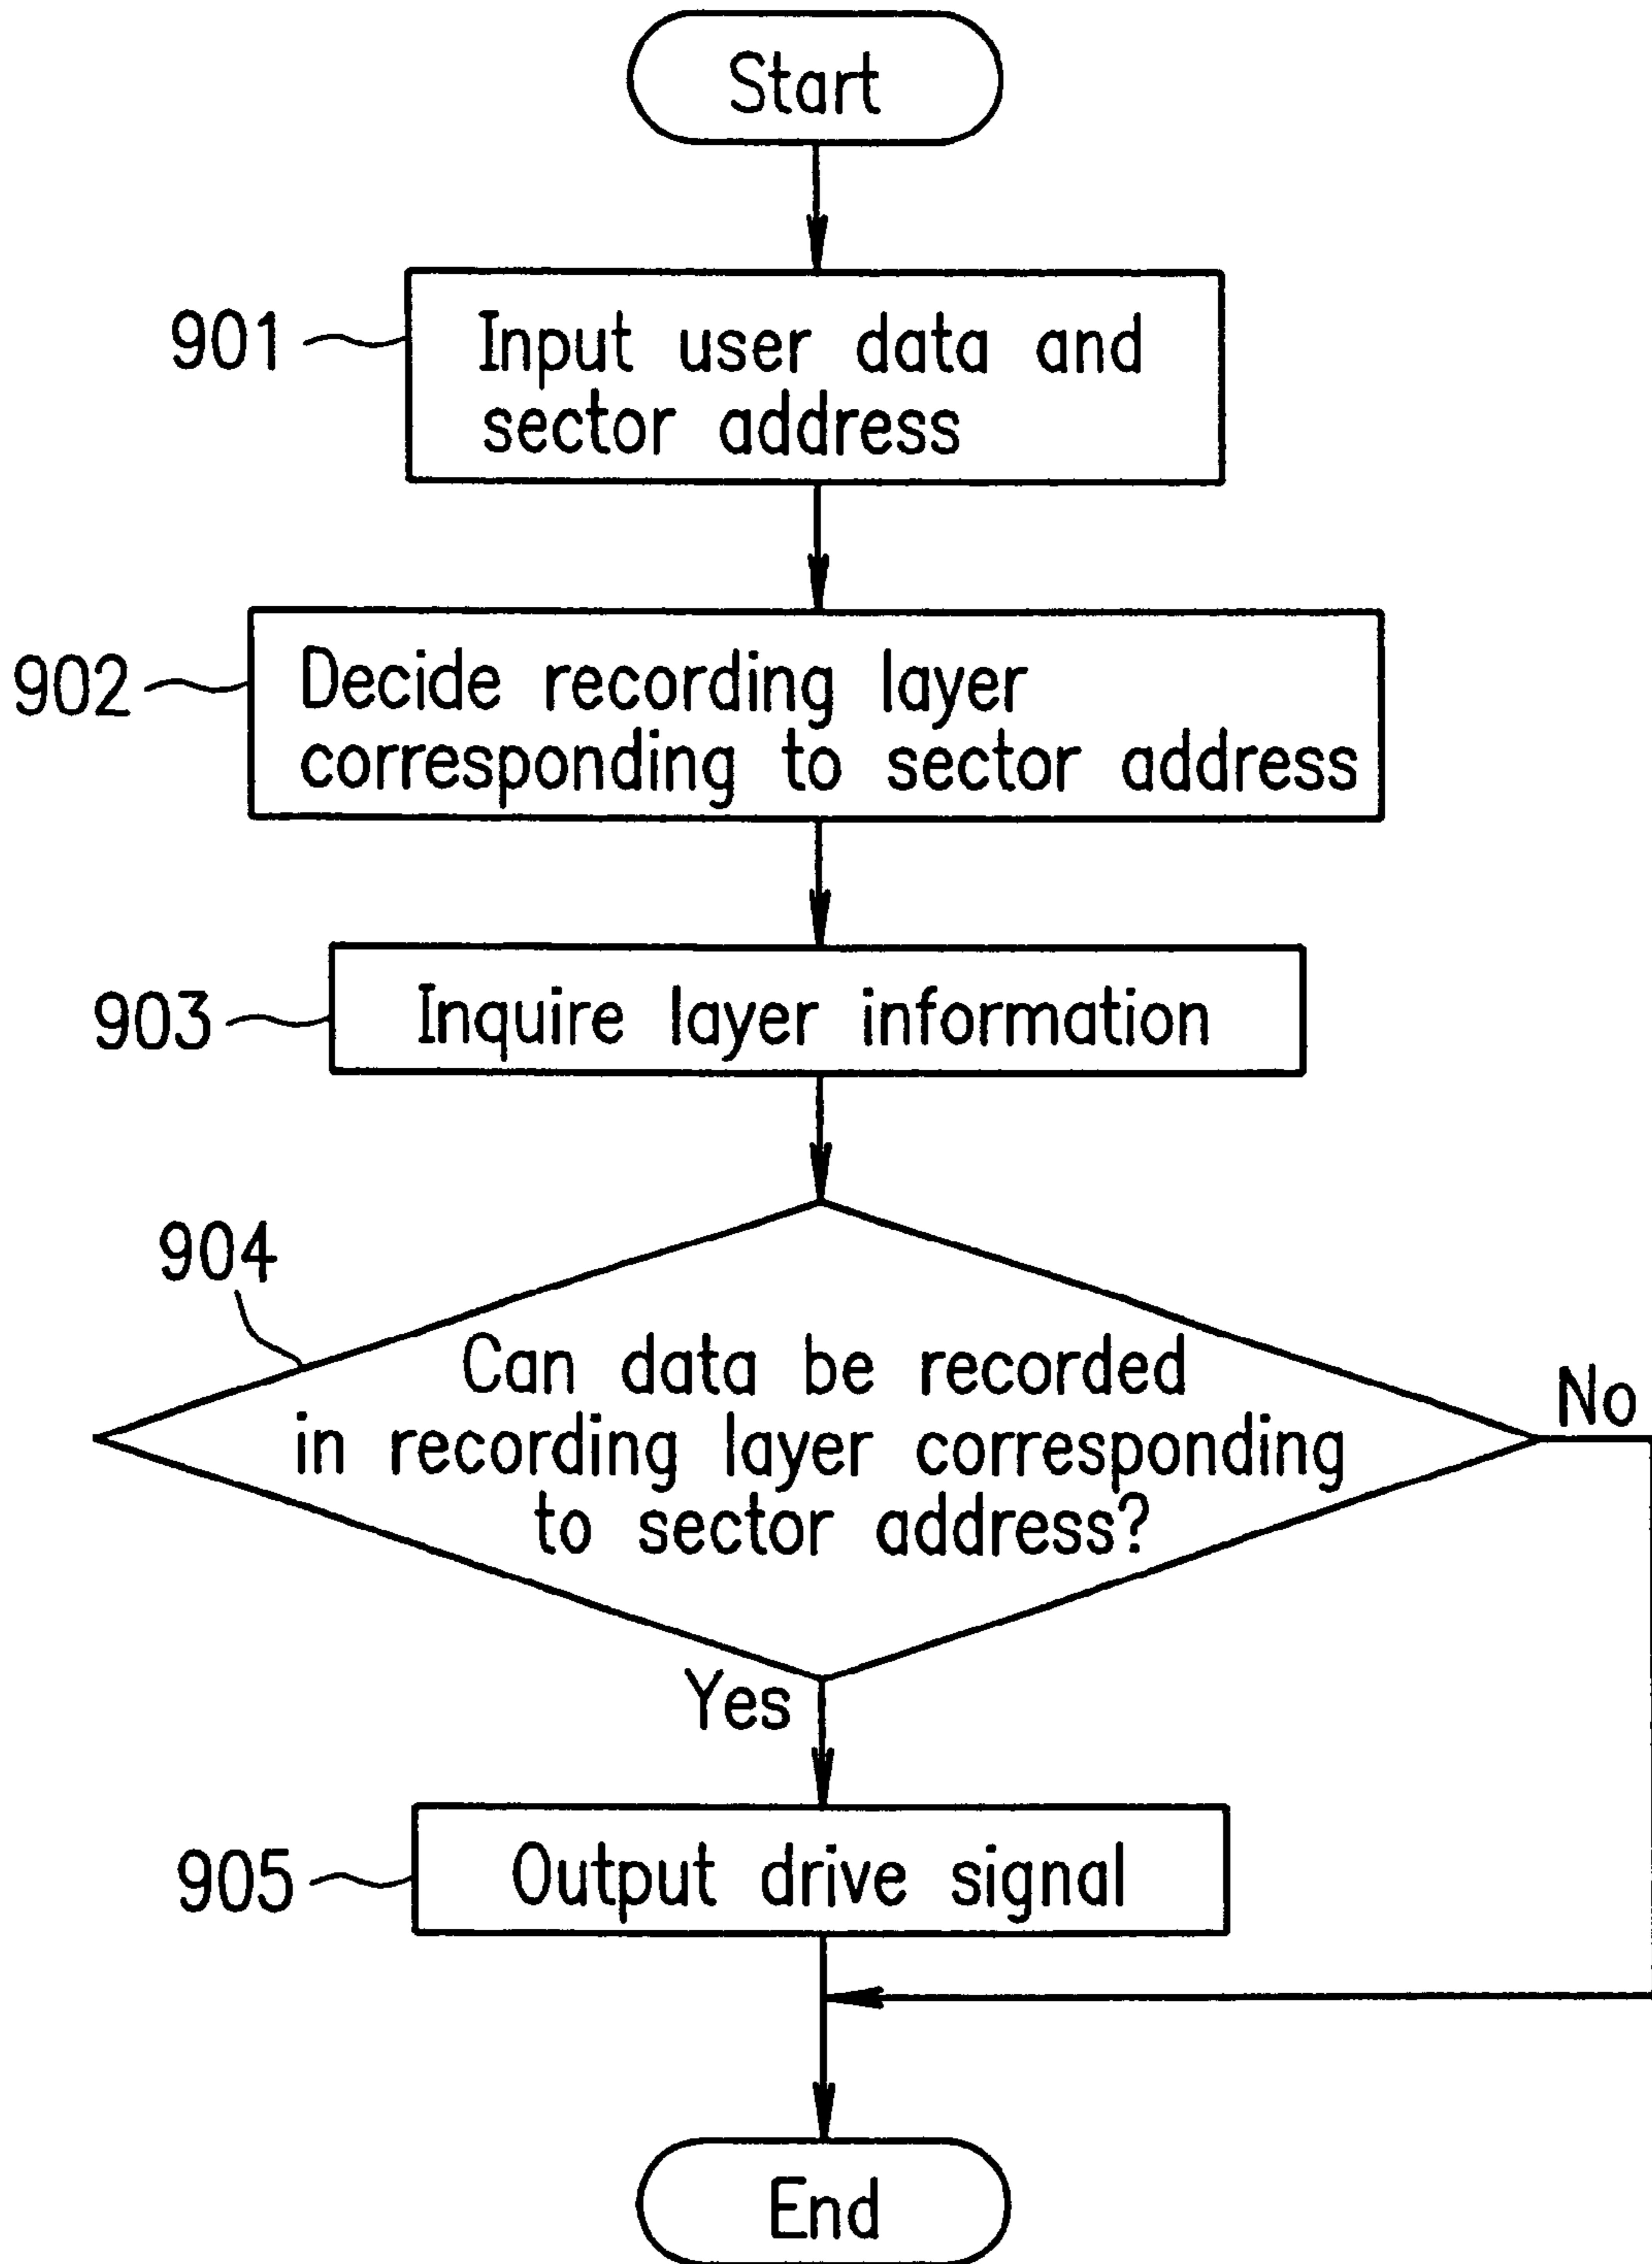 Start
901
Input user data and
sector address
902
Decide recording layer
corresponding to sector address
903
Inquire layer information
904
Can data be recorded
in recording layer corresponding
to sector address?
No
Yes
905
Output drive signal
End